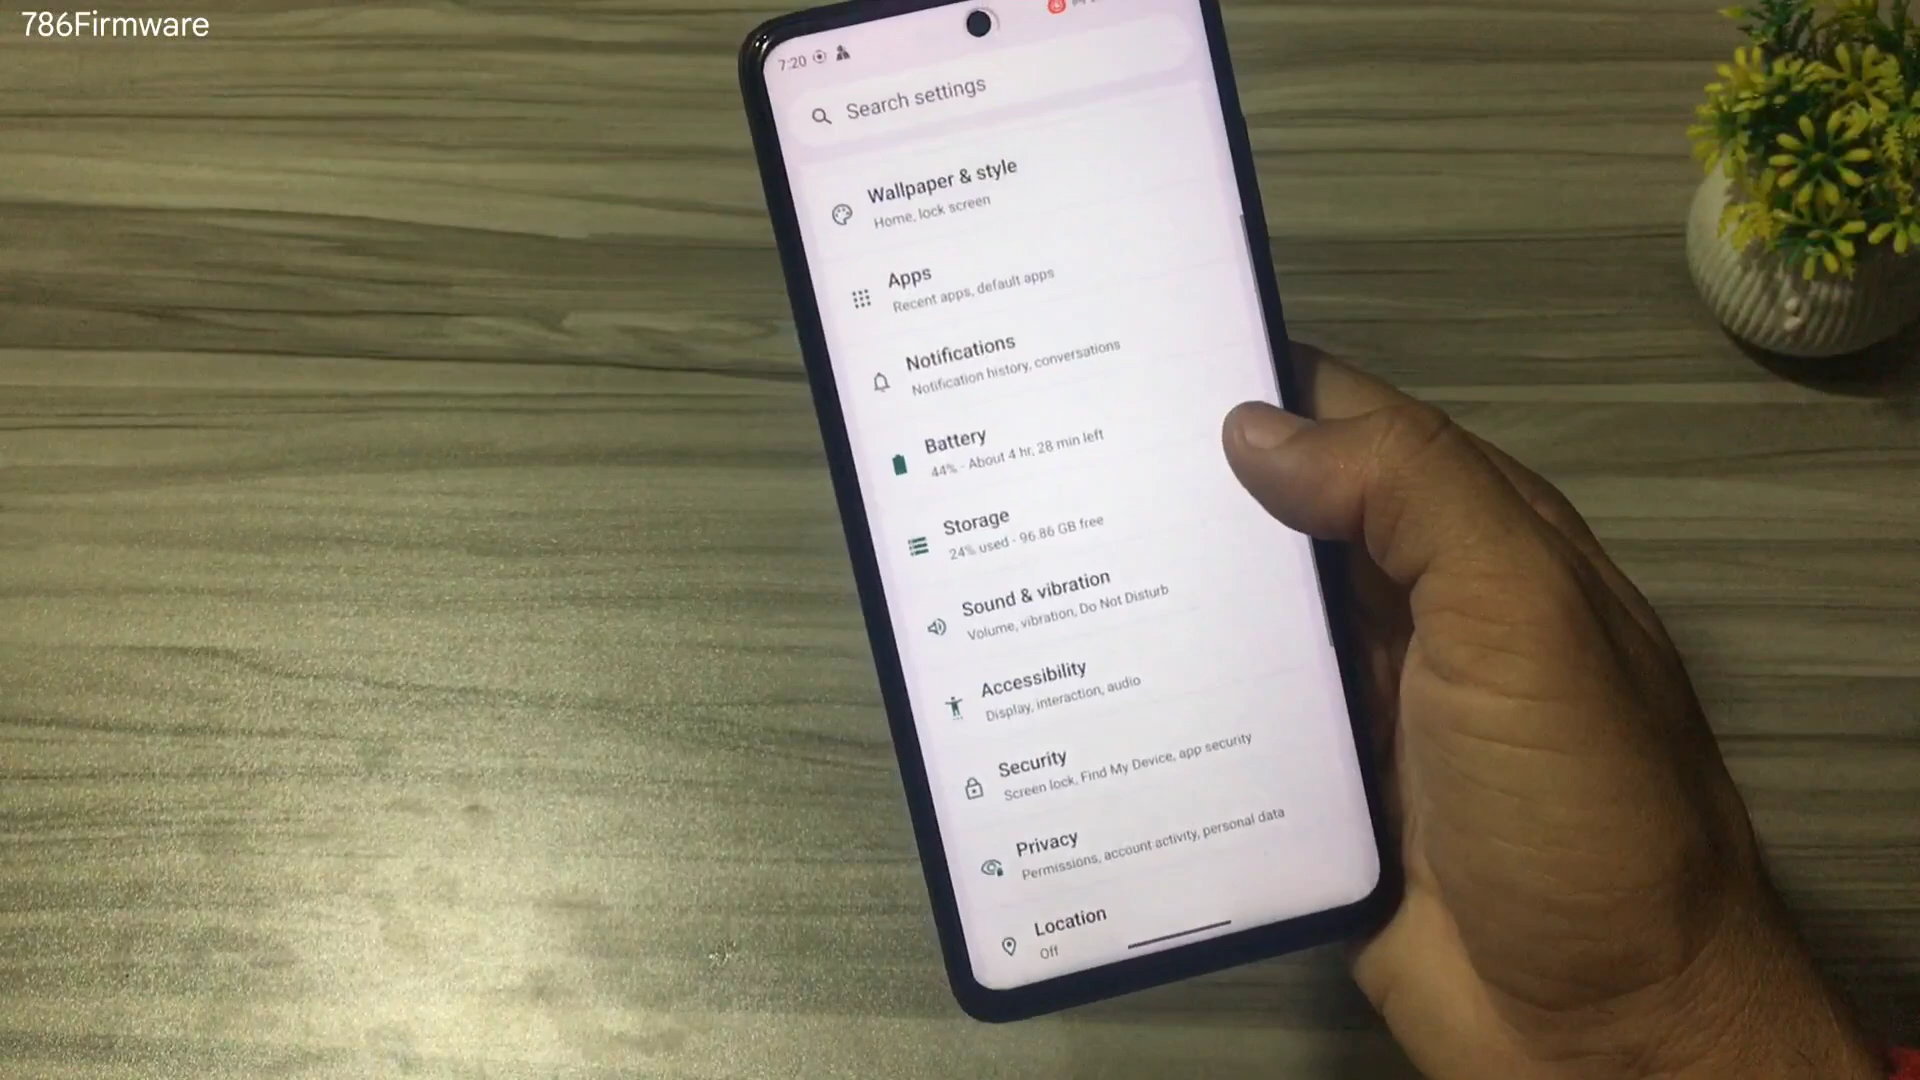 786Firmware
7:20
Search settings
Wallpaper & style
Home, lock screen
Apps
Recent apps, default apps
Notifications
Notification history, conversations
Battery
44% - About 4 hr, 28 min left
Storage
24% used - 96.86 GB free
Sound & vibration
Volume, vibration, Do Not Disturb
Accessibility
Display, interaction, audio
Security
Screen lock, Find My Device, app security
Privacy
Permissions, account activity, personal data
Location
Off